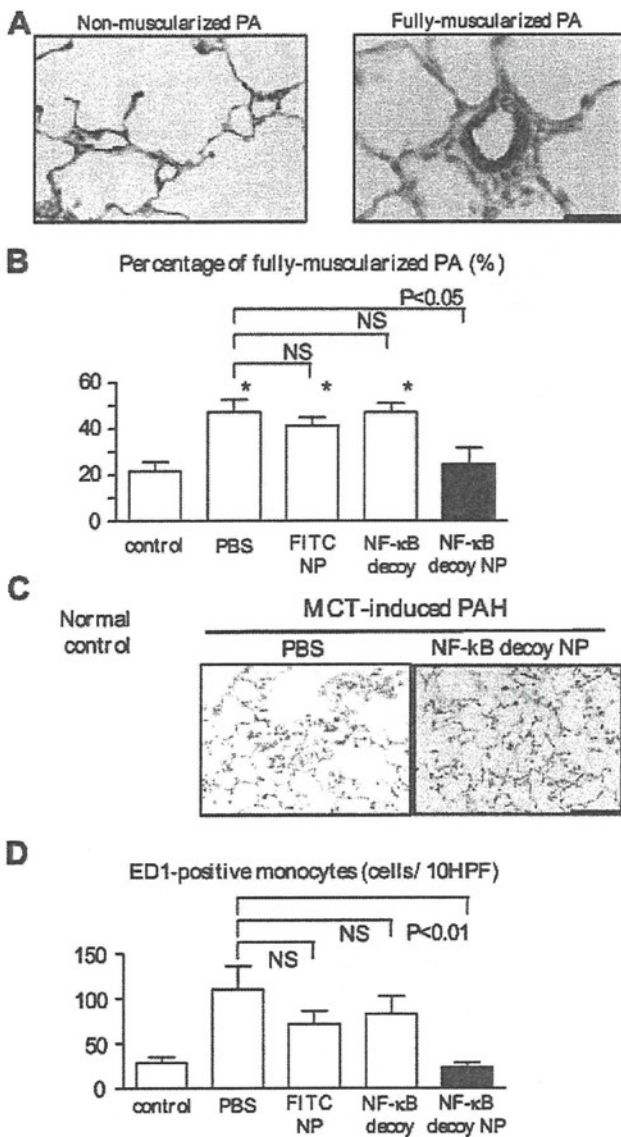 A
Non-muscularized PA Fully-muscularized PA
B
Percentage of fully-muscularized PA (%)
P<0.05
NS
NS
* * *
60
40
20
0
control PBS FITC NP NF-κB decoy NF-κB decoy NP
C
Normal control
MCT-induced PAH
PBS NF-kB decoy NP
D
ED1-positive monocytes (cells/ 10HPF)
NS P<0.01
NS
150
100
50
0
control PBS FITC NP NF-κB decoy NF-κB decoy NP